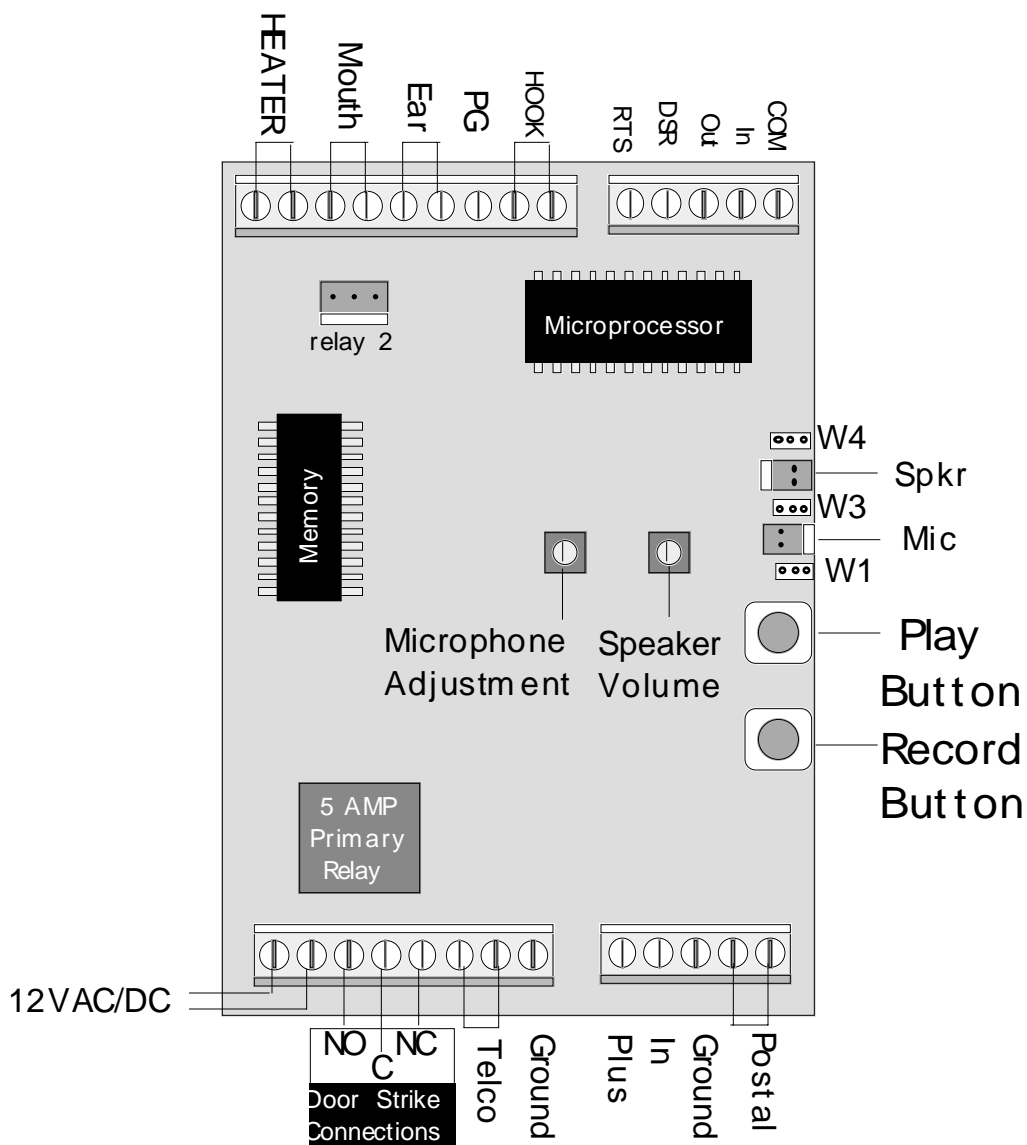 HEATER
Mouth
Ear
PG
HOOK
RTS
DSR
Out
In
COM
relay 2
Microprocessor
Memory
W4
Spkr
W3
Mic
W1
Microphone
Adjustment
Speaker
Volume
Play
Button
Record
Button
5 AMP
Primary
Relay
12VAC/DC
NO
C
NC
Door Strike
Connections
Telco
Ground
Plus
In
Ground
Postal